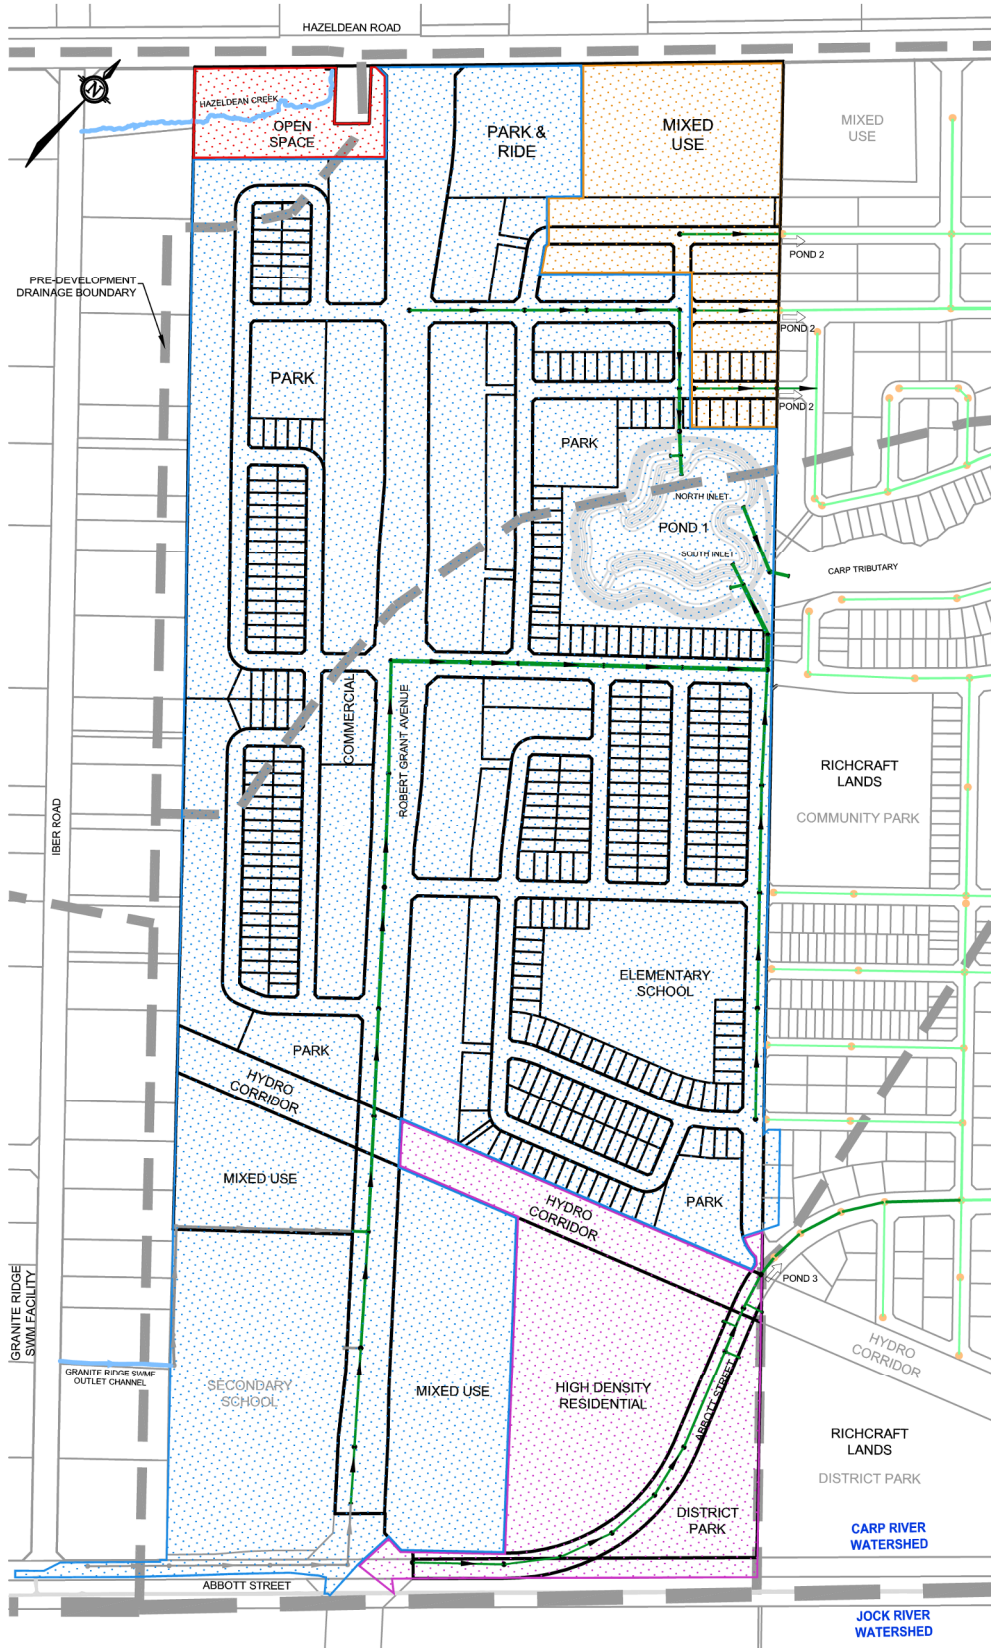 HAZELDEAN ROAD
N
HAZELDEAN CREEK
OPEN
SPACE
PARK &
RIDE
MIXED
USE
MIXED
USE
POND 2
PRE-DEVELOPMENT
DRAINAGE BOUNDARY
POND 2
PARK
POND 2
PARK
NORTH INLET
POND 1
SOUTH INLET
CARP TRIBUTARY
COMMERCIAL
ROBERT GRANT AVENUE
RICHCRAFT
LANDS
COMMUNITY PARK
IBER ROAD
ELEMENTARY
SCHOOL
PARK
HYDRO
CORRIDOR
MIXED USE
HYDRO
CORRIDOR
PARK
POND 3
GRANITE RIDGE
SWM FACILITY
HYDRO
CORRIDOR
GRANITE RIDGE SWMF
OUTLET CHANNEL
SECONDARY
SCHOOL
MIXED USE
HIGH DENSITY
RESIDENTIAL
ABBOTT STREET
RICHCRAFT
LANDS
DISTRICT PARK
DISTRICT
PARK
CARP RIVER
WATERSHED
ABBOTT STREET
JOCK RIVER
WATERSHED